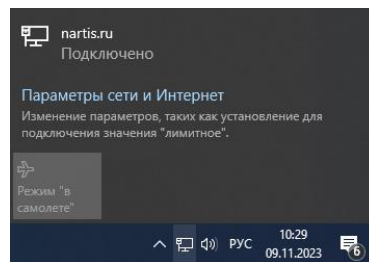 nartis.ru
Подключено
Параметры сети и Интернет
Изменение параметров, таких как установление для
подключения значения "лимитное".
Режим "в
самолете"
РУС
10:29
09.11.2023
6